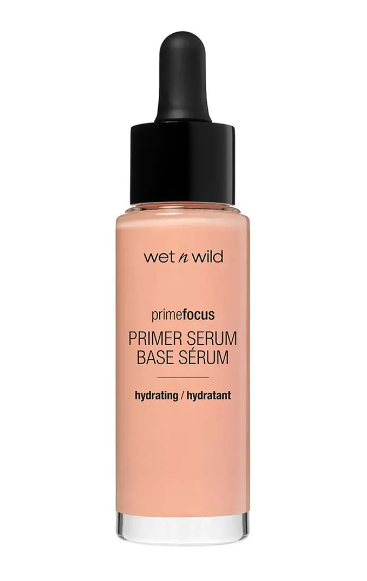 wet n wild
primefocus
PRIMER SERUM
BASE SÉRUM
hydrating / hydratant